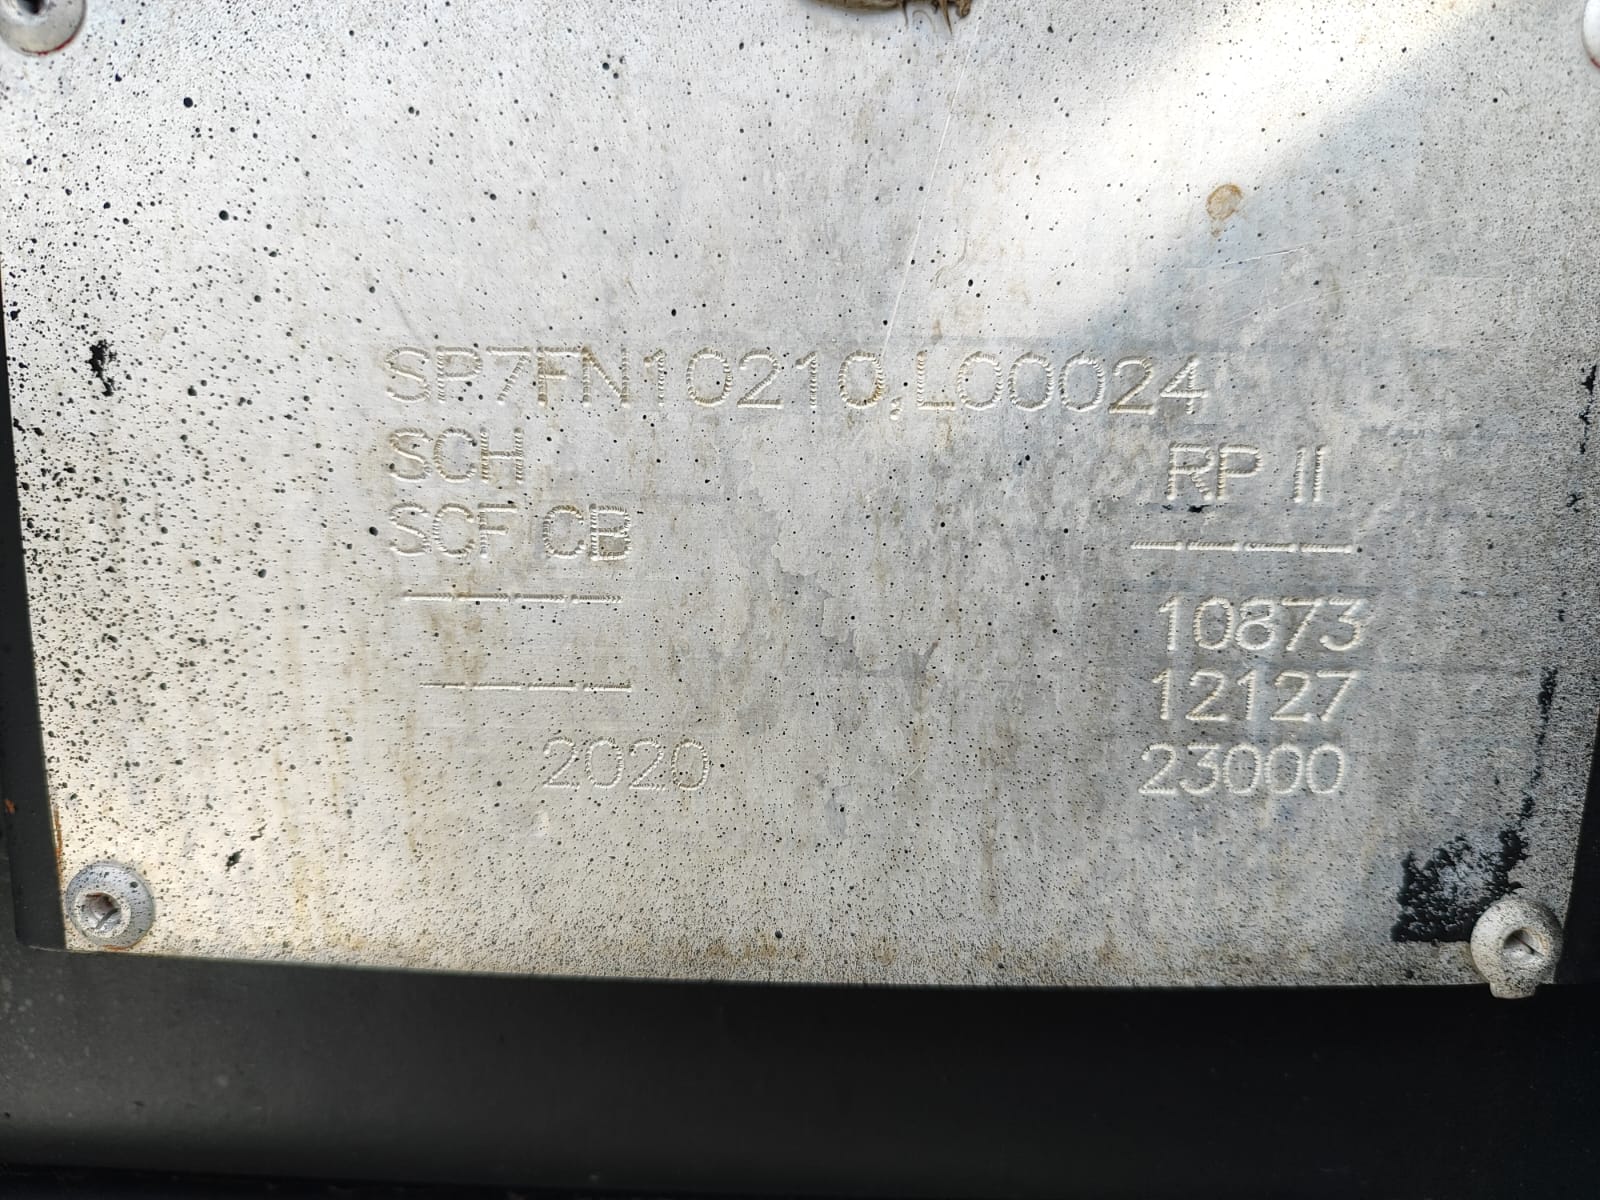 SP7FN10210,L00024
SCH
RP II
SCF CB
----
----
10873
----
12127
2020
23000